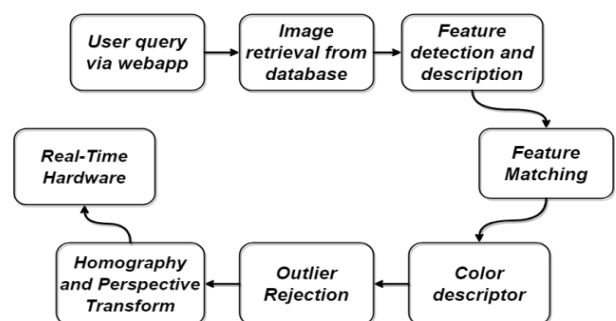 User query
via webapp
Image
retrieval from
database
Feature
detection and
description
Feature
Matching
Color
descriptor
Outlier
Rejection
Homography
and Perspective
Transform
Real-Time
Hardware